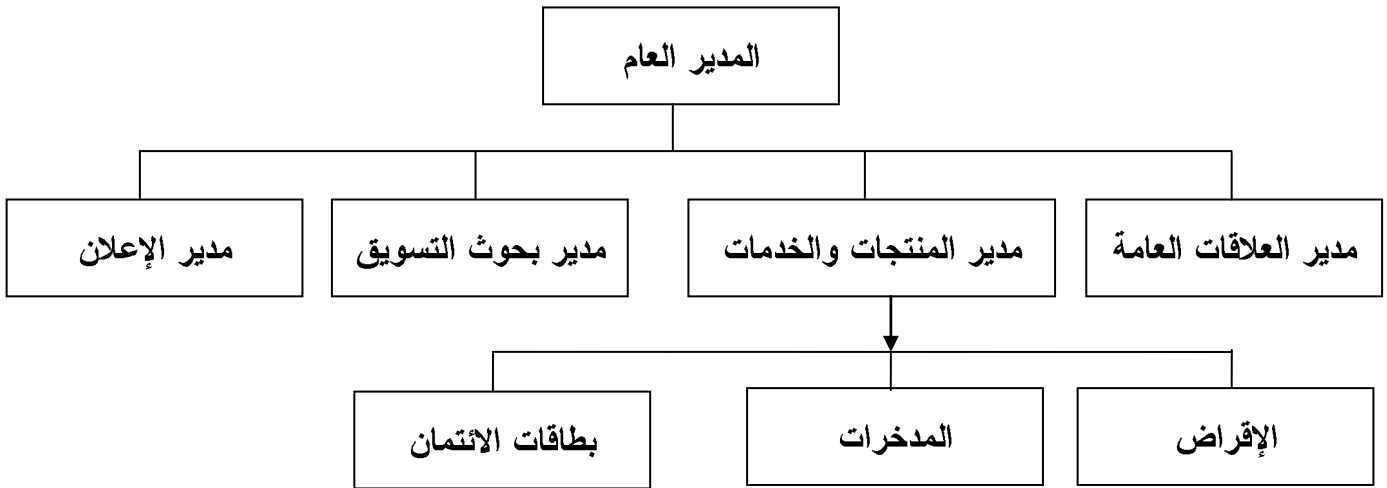 المدير العام
مدير العلاقات العامة
مدير المنتجات والخدمات
مدير بحوث التسويق
مدير الإعلان
الإقراض
المدخرات
بطاقات الائتمان